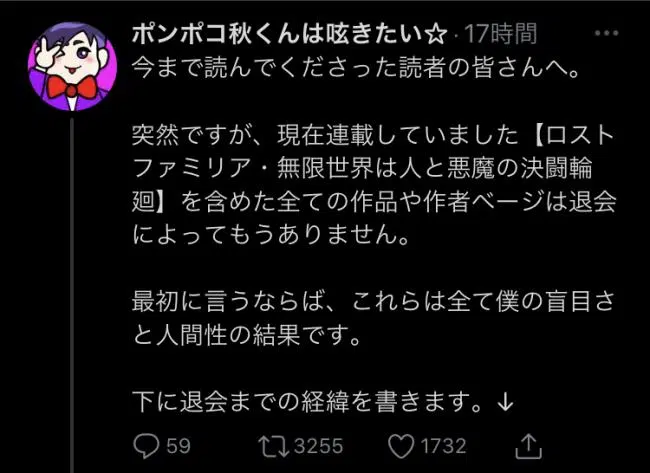 ポンポコ秋くんは呟きたい☆ · 17時間 …
今まで読んでくださった読者の皆さんへ。
突然ですが、現在連載していました【ロスト
ファミリア・無限世界は人と悪魔の決闘輪
廻】を含めた全ての作品や作者ページは退会
によってもうありません。
最初に言うならば、これらは全て僕の盲目さ
と人間性の結果です。
下に退会までの経緯を書きます。↓
59 3255 1732